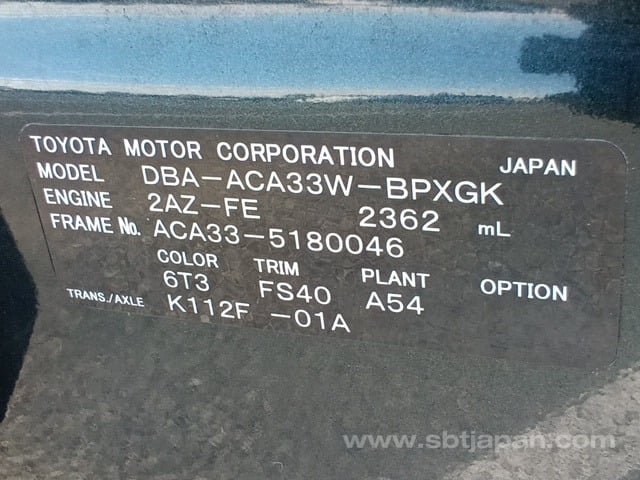 TOYOTA MOTOR CORPORATION JAPAN
MODEL DBA-ACA33W-BPXGK
ENGINE 2AZ-FE 2362 mL
FRAME No. ACA33-5180046
COLOR TRIM PLANT OPTION
6T3 FS40 A54
TRANS./AXLE K112F -01A
www.sbtjapan.com